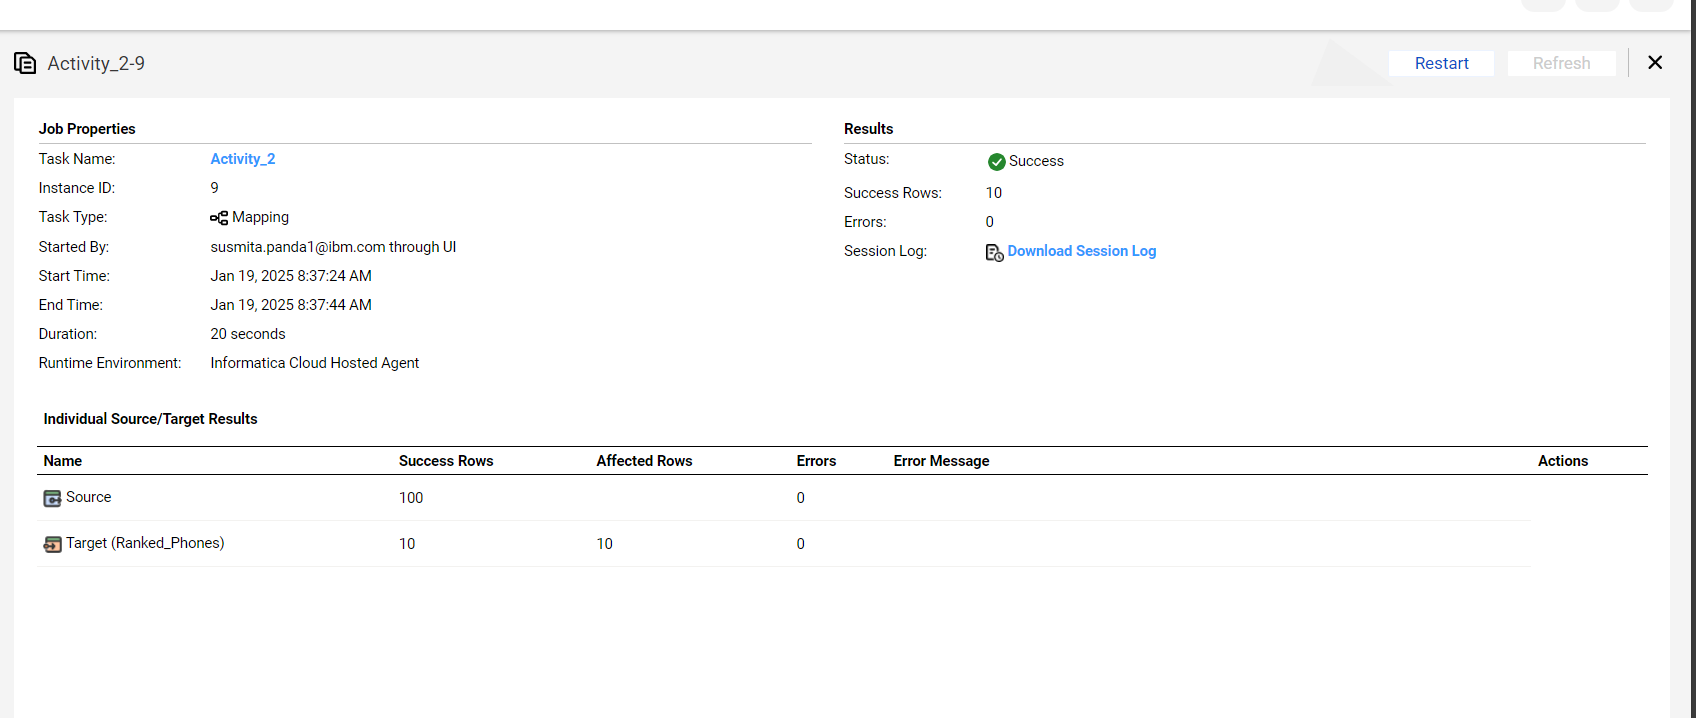 Activity_2-9
Restart
Refresh
Job Properties
Task Name: Activity_2
Instance ID: 9
Task Type: Mapping
Started By: susmita.panda1@ibm.com through UI
Start Time: Jan 19, 2025 8:37:24 AM
End Time: Jan 19, 2025 8:37:44 AM
Duration: 20 seconds
Runtime Environment: Informatica Cloud Hosted Agent
Results
Status: Success
Success Rows: 10
Errors: 0
Session Log: Download Session Log
Individual Source/Target Results
Name Success Rows Affected Rows Errors Error Message Actions
Source 100 0
Target (Ranked_Phones) 10 10 0